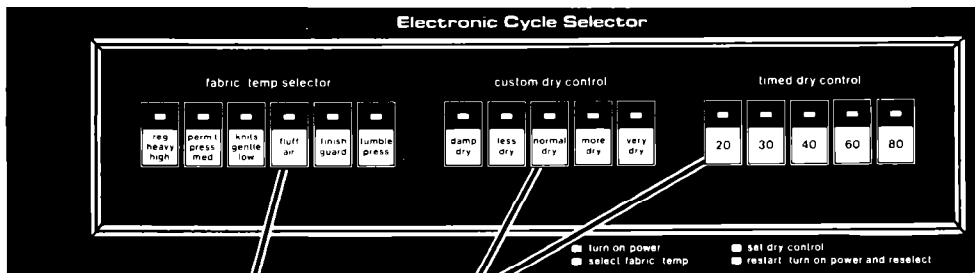 Electronic Cycle Selector
fabric temp selector
custom dry control
timed dry control
reg
heavy
high
perm
press
med
knits
gentle
low
fluff
air
finish
guard
tumble
press
damp
dry
less
dry
normal
dry
more
dry
very
dry
20
30
40
60
80
turn on power
select fabric temp
set dry control
restart turn on power and reselect